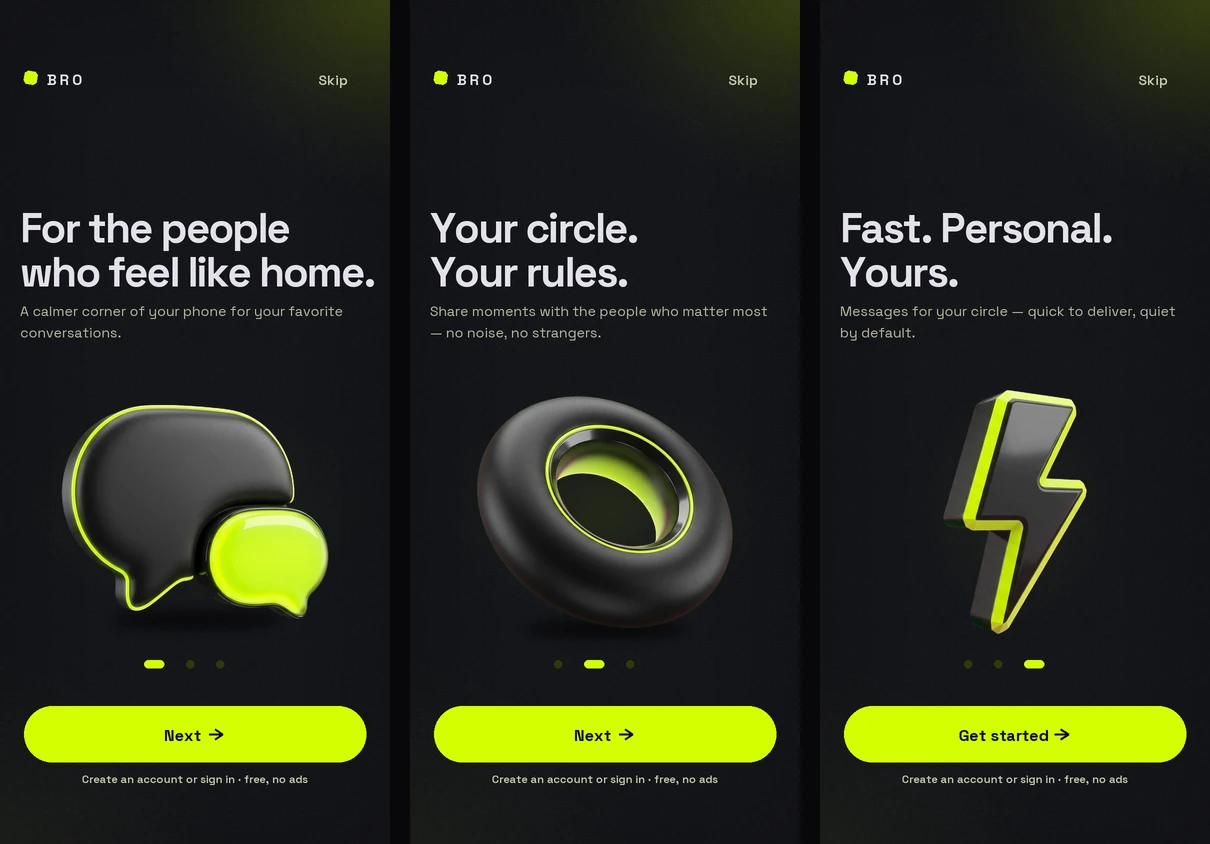 BRO
Skip
For the people
who feel like home.
A calmer corner of your phone for your favorite
conversations.
Next →
Create an account or sign in · free, no ads
BRO
Skip
Your circle.
Your rules.
Share moments with the people who matter most
— no noise, no strangers.
Next →
Create an account or sign in · free, no ads
BRO
Skip
Fast. Personal.
Yours.
Messages for your circle — quick to deliver, quiet
by default.
Get started →
Create an account or sign in · free, no ads